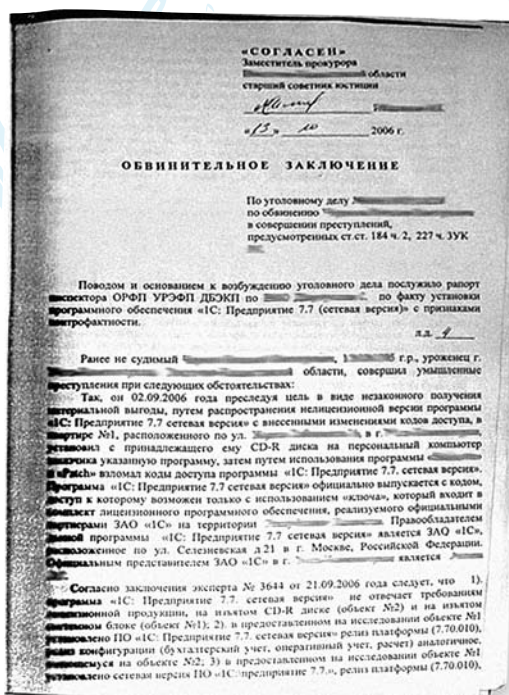 «СОГЛАСЕН»
Заместитель прокурора
области
старший советник юстиции
«13» 10 2006 г.
ОБВИНИТЕЛЬНОЕ ЗАКЛЮЧЕНИЕ
По уголовному делу
по обвинению
в совершении преступлений,
предусмотренных ст.ст. 184 ч. 2, 227 ч. 3УК
Поводом и основанием к возбуждению уголовного дела послужило рапорт
инспектора ОРФП УРЭФП ДБЭКП по по факту установки
программного обеспечения «1С: Предприятие 7.7 (сетевая версия)» с признаками
контрофактности.
л.д. 4
Ранее не судимый г.р., уроженец г.
области, совершил умышленные
преступления при следующих обстоятельствах:
Так, он 02.09.2006 года преследуя цель в виде незаконного получения
материальной выгоды, путем распространения нелицензионной версии программы
«1С: Предприятие 7.7 сетевая версия» с внесенными изменениями кодов доступа, в
квартире №1, расположенного по ул. в г.
установил с принадлежащего ему CD-R диска на персональный компьютер
заказчика указанную программу, затем путем использования программы
взломал коды доступа программы «1С: Предприятие 7.7. сетевая версия».
Программа «1С: Предприятие 7.7 сетевая версия» официально выпускается с кодом,
доступ к которому возможен только с использованием «ключа», который входит в
комплект лицензионного программного обеспечения, реализуемого официальными
партнерами ЗАО «1С» на территории Правообладателем
данной программы «1С: Предприятие 7.7 сетевая версия» является ЗАО «1С»,
расположенное по ул. Селезневская д 21 в г. Москве, Российской Федерации.
Официальным представителем ЗАО «1С» в г. является
Согласно заключения эксперта № 3644 от 21.09.2006 года следует, что 1).
программа «1С: Предприятие 7.7. сетевая версия» не отвечает требованиям
лицензионной продукции, на изъятом CD-R диске (объект №2) и на изъятом
системном блоке (объект №1); 2). в предоставленном на исследовании объекте №1
установлено ПО «1С: Предприятие 7.7. сетевая версия» релиз платформы (7.70.010),
релиз конфигурации (бухгалтерский учет, оперативный учет, расчет) аналогичное,
имеющемуся на объекте №2; 3) в предоставленном на исследовании объекте №1
установлено сетевая версия ПО «1С: предприятие 7.7.», релиз платформы (7.70.010),